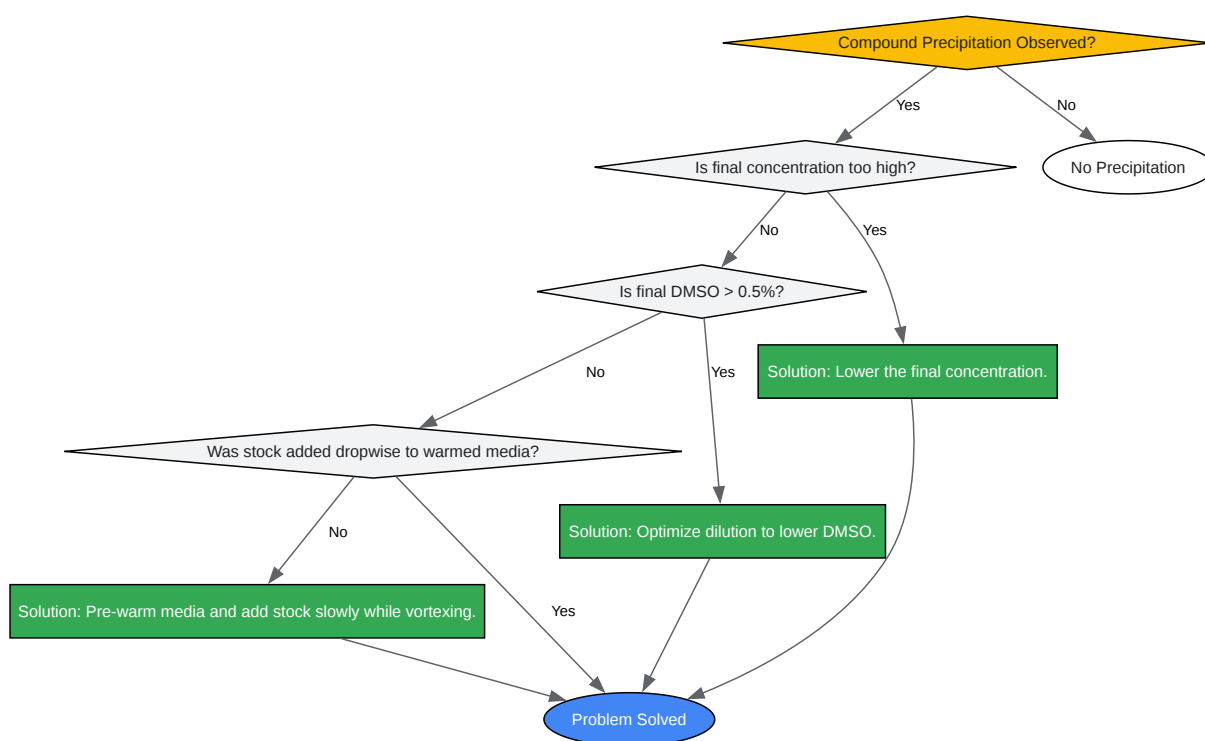 Compound Precipitation Observed?
Yes
No
Is final concentration too high?
No Precipitation
No
Yes
Is final DMSO > 0.5%?
Solution: Lower the final concentration.
No
Yes
Was stock added dropwise to warmed media?
Solution: Optimize dilution to lower DMSO.
No
Solution: Pre-warm media and add stock slowly while vortexing.
Yes
Problem Solved